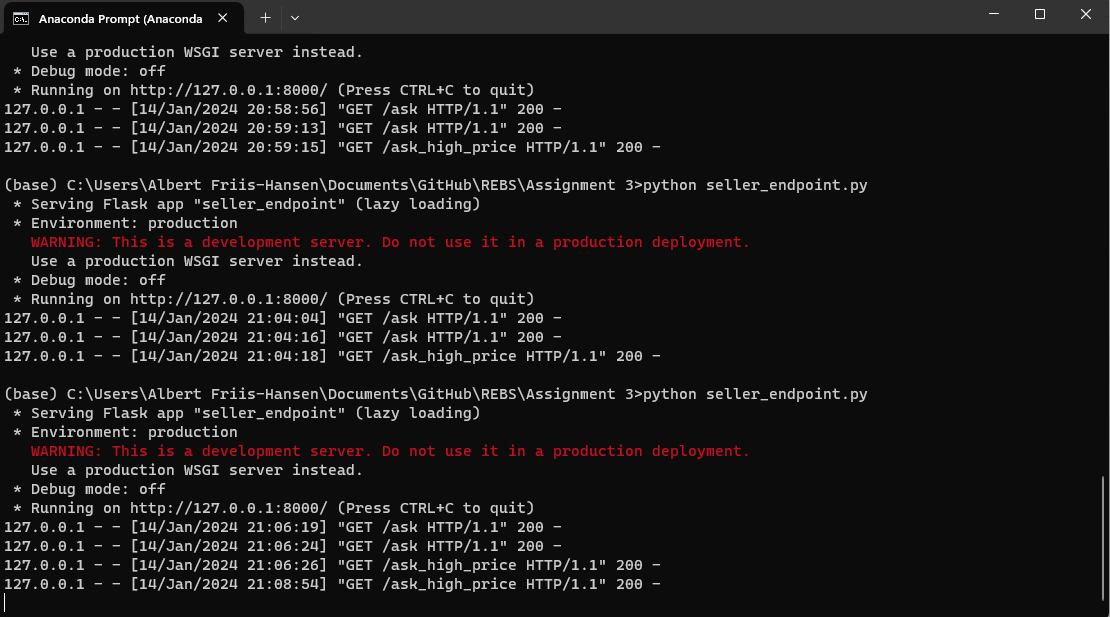 Anaconda Prompt (Anaconda
Use a production WSGI server instead.
* Debug mode: off
* Running on http://127.0.0.1:8000/ (Press CTRL+C to quit)
127.0.0.1 - - [14/Jan/2024 20:58:56] "GET /ask HTTP/1.1" 200 -
127.0.0.1 - - [14/Jan/2024 20:59:13] "GET /ask HTTP/1.1" 200 -
127.0.0.1 - - [14/Jan/2024 20:59:15] "GET /ask_high_price HTTP/1.1" 200 -
(base) C:\Users\Albert Friis-Hansen\Documents\GitHub\REBS\Assignment 3>python seller_endpoint.py
* Serving Flask app "seller_endpoint" (lazy loading)
* Environment: production
WARNING: This is a development server. Do not use it in a production deployment.
Use a production WSGI server instead.
* Debug mode: off
* Running on http://127.0.0.1:8000/ (Press CTRL+C to quit)
127.0.0.1 - - [14/Jan/2024 21:04:04] "GET /ask HTTP/1.1" 200 -
127.0.0.1 - - [14/Jan/2024 21:04:16] "GET /ask HTTP/1.1" 200 -
127.0.0.1 - - [14/Jan/2024 21:04:18] "GET /ask_high_price HTTP/1.1" 200 -
(base) C:\Users\Albert Friis-Hansen\Documents\GitHub\REBS\Assignment 3>python seller_endpoint.py
* Serving Flask app "seller_endpoint" (lazy loading)
* Environment: production
WARNING: This is a development server. Do not use it in a production deployment.
Use a production WSGI server instead.
* Debug mode: off
* Running on http://127.0.0.1:8000/ (Press CTRL+C to quit)
127.0.0.1 - - [14/Jan/2024 21:06:19] "GET /ask HTTP/1.1" 200 -
127.0.0.1 - - [14/Jan/2024 21:06:24] "GET /ask HTTP/1.1" 200 -
127.0.0.1 - - [14/Jan/2024 21:06:26] "GET /ask_high_price HTTP/1.1" 200 -
127.0.0.1 - - [14/Jan/2024 21:08:54] "GET /ask_high_price HTTP/1.1" 200 -